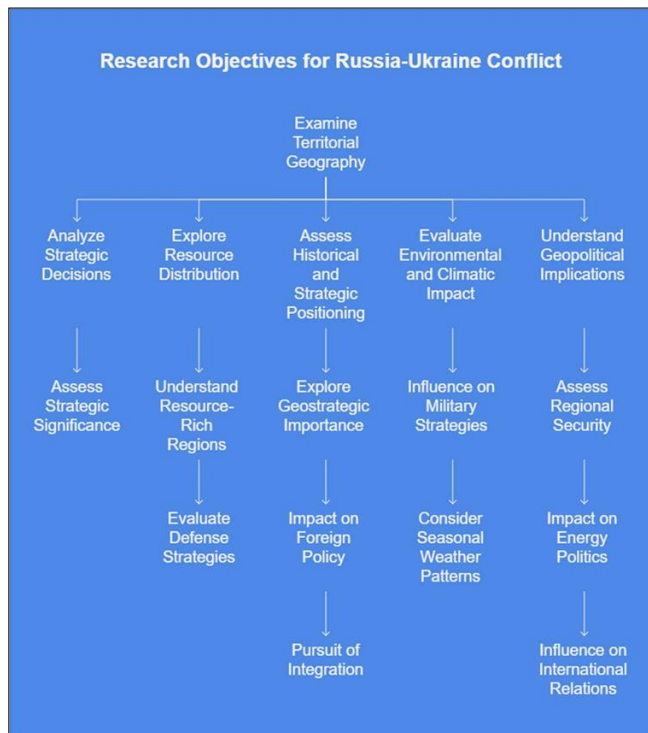 Research Objectives for Russia-Ukraine Conflict
Examine
Territorial
Geography
Analyze
Strategic
Decisions
Explore
Resource
Distribution
Assess
Historical
and
Strategic
Positioning
Evaluate
Environmental
and Climatic
Impact
Understand
Geopolitical
Implications
Assess
Strategic
Significance
Understand
Resource-
Rich
Regions
Explore
Geostrategic
Importance
Influence on
Military
Strategies
Assess
Regional
Security
Evaluate
Defense
Strategies
Impact on
Foreign
Policy
Consider
Seasonal
Weather
Patterns
Impact on
Energy
Politics
Pursuit of
Integration
Influence on
International
Relations